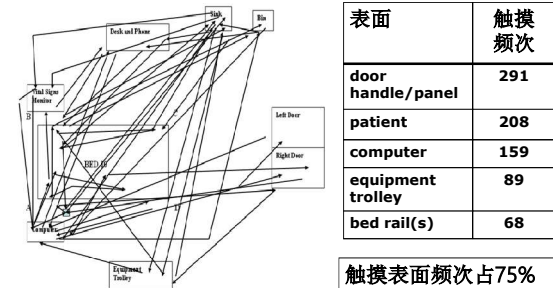 Sink
Bin
Desk and Phone
Vital Signs
Monitor
Left Door
Right Door
Computer
Equipment
Trolley
表面 触摸
频次
door
handle/panel 291
patient 208
computer 159
equipment
trolley 89
bed rail(s) 68
触摸表面频次占75%